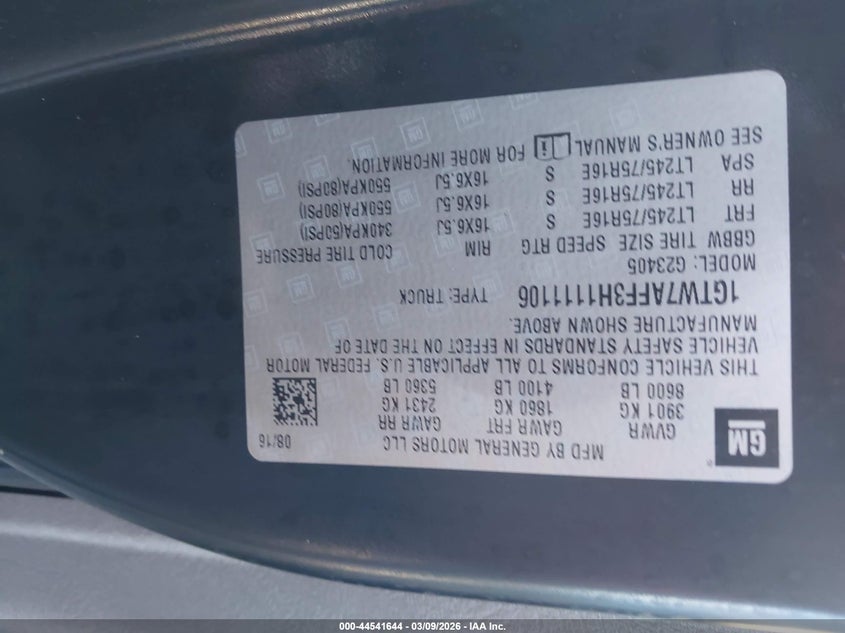 GM
MFD BY GENERAL MOTORS LLC 08/16
GVWR GAWR FRT GAWR RR
3901 KG 1860 KG 2431 KG
8600 LB 4100 LB 5360 LB
THIS VEHICLE CONFORMS TO ALL APPLICABLE U.S. FEDERAL MOTOR
VEHICLE SAFETY STANDARDS IN EFFECT ON THE DATE OF
MANUFACTURE SHOWN ABOVE.
1GTW7AFF3H1111106 TYPE: TRUCK
MODEL: G23405
GBBW TIRE SIZE SPEED RTG RIM COLD TIRE PRESSURE
FRT LT245/75R16E S 16X6.5J 340KPA(50PSI)
RR LT245/75R16E S 16X6.5J 550KPA(80PSI)
SPA LT245/75R16E S 16X6.5J 550KPA(80PSI)
SEE OWNER'S MANUAL FOR MORE INFORMATION.
000-44541644 - 03/09/2026 - IAA Inc.